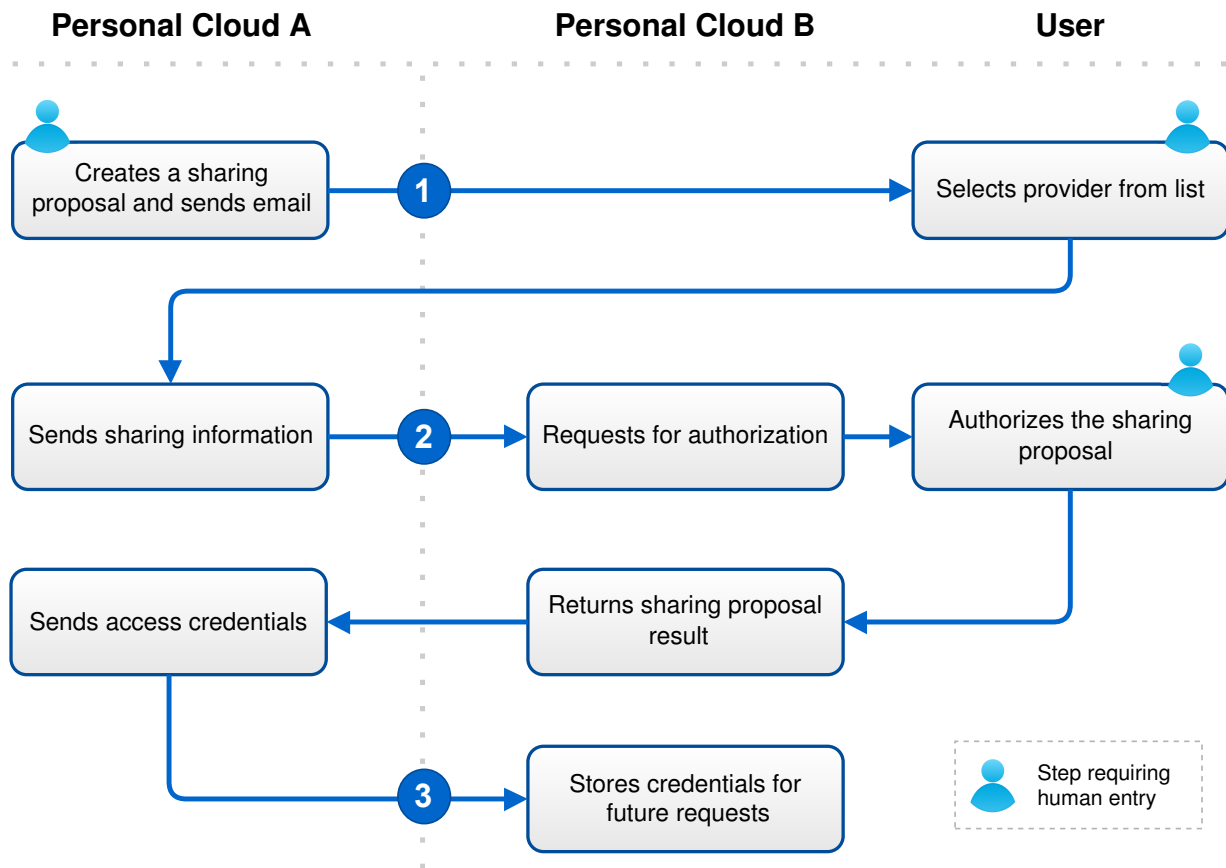 Personal Cloud A
Personal Cloud B
User
Creates a sharing
proposal and sends email
1
Selects provider from list
Sends sharing information
2
Requests for authorization
Authorizes the sharing
proposal
Sends access credentials
Returns sharing proposal
result
3
Stores credentials for
future requests
Step requiring
human entry